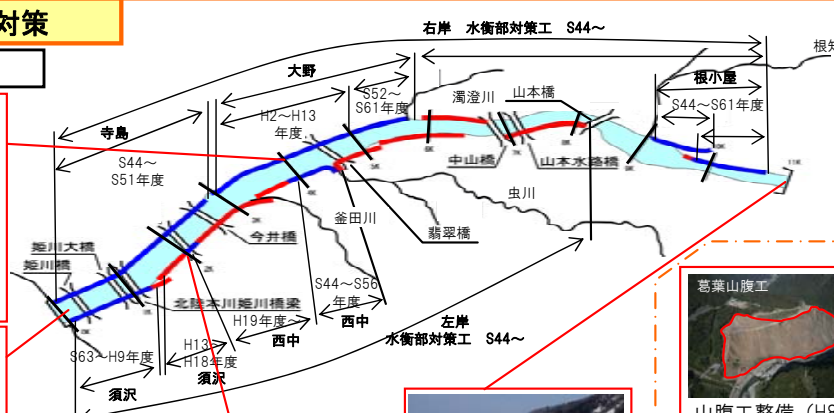 対策
右岸 水衝部対策工 S44～
根知
大野
S52～
S61年度
濁澄川
山本橋
根小屋
S44～S61年度
寺島
H2～H13
年度
S44～
S51年度
中山橋
山本水路橋
虫川
釜田川
翡翠橋
今井橋
姫川大橋
姫川橋
北陸本川姫川橋梁
S44～S56
年度
西中
H19年度～
西中
左岸
水衝部対策工 S44～
S63～H9年度
須沢
H13～
H18年度
須沢
葛葉山腹工